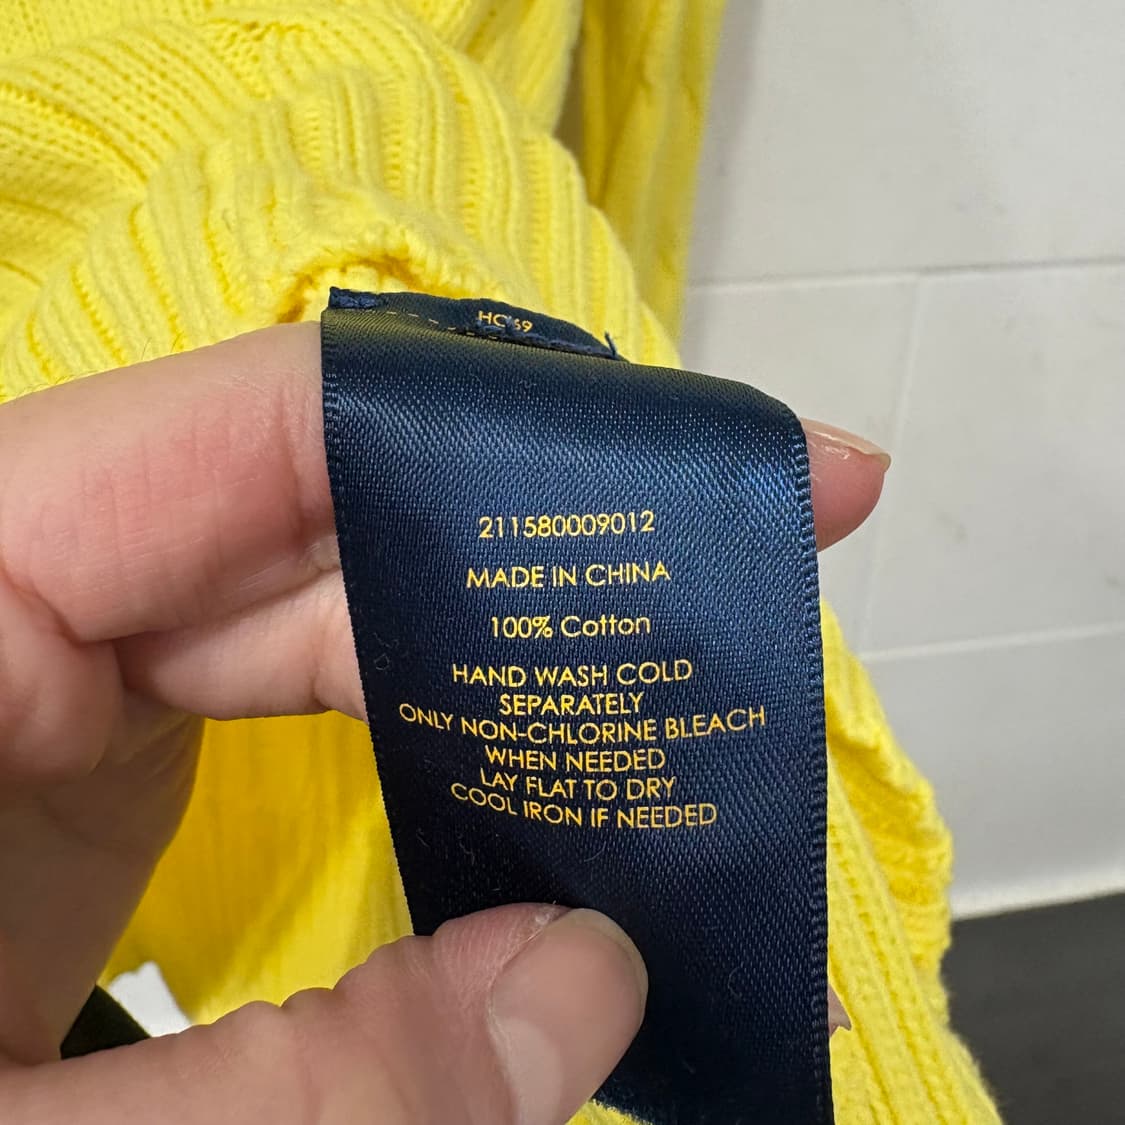 211580009012
MADE IN CHINA
100% Cotton
HAND WASH COLD
SEPARATELY
ONLY NON-CHLORINE BLEACH
WHEN NEEDED
LAY FLAT TO DRY
COOL IRON IF NEEDED